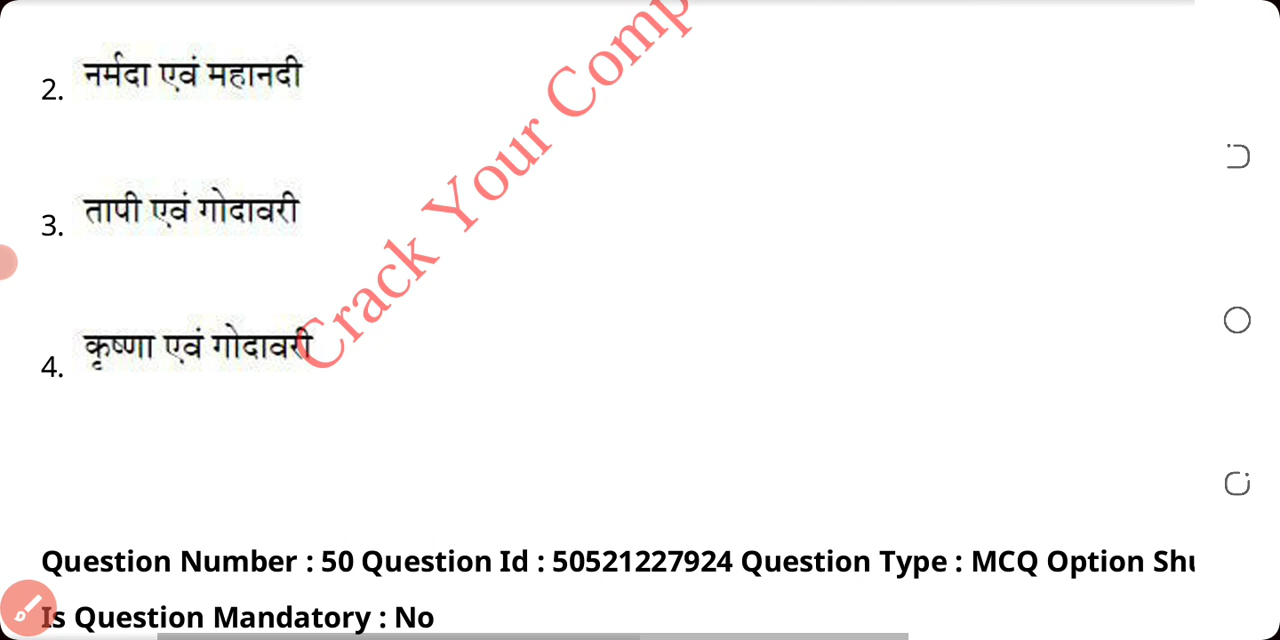 2. नर्मदा एवं महानदी
3. तापी एवं गोदावरी
4. कृष्णा एवं गोदावरी
Crack Your Comp
Question Number : 50 Question Id : 50521227924 Question Type : MCQ Option Shu
Is Question Mandatory : No